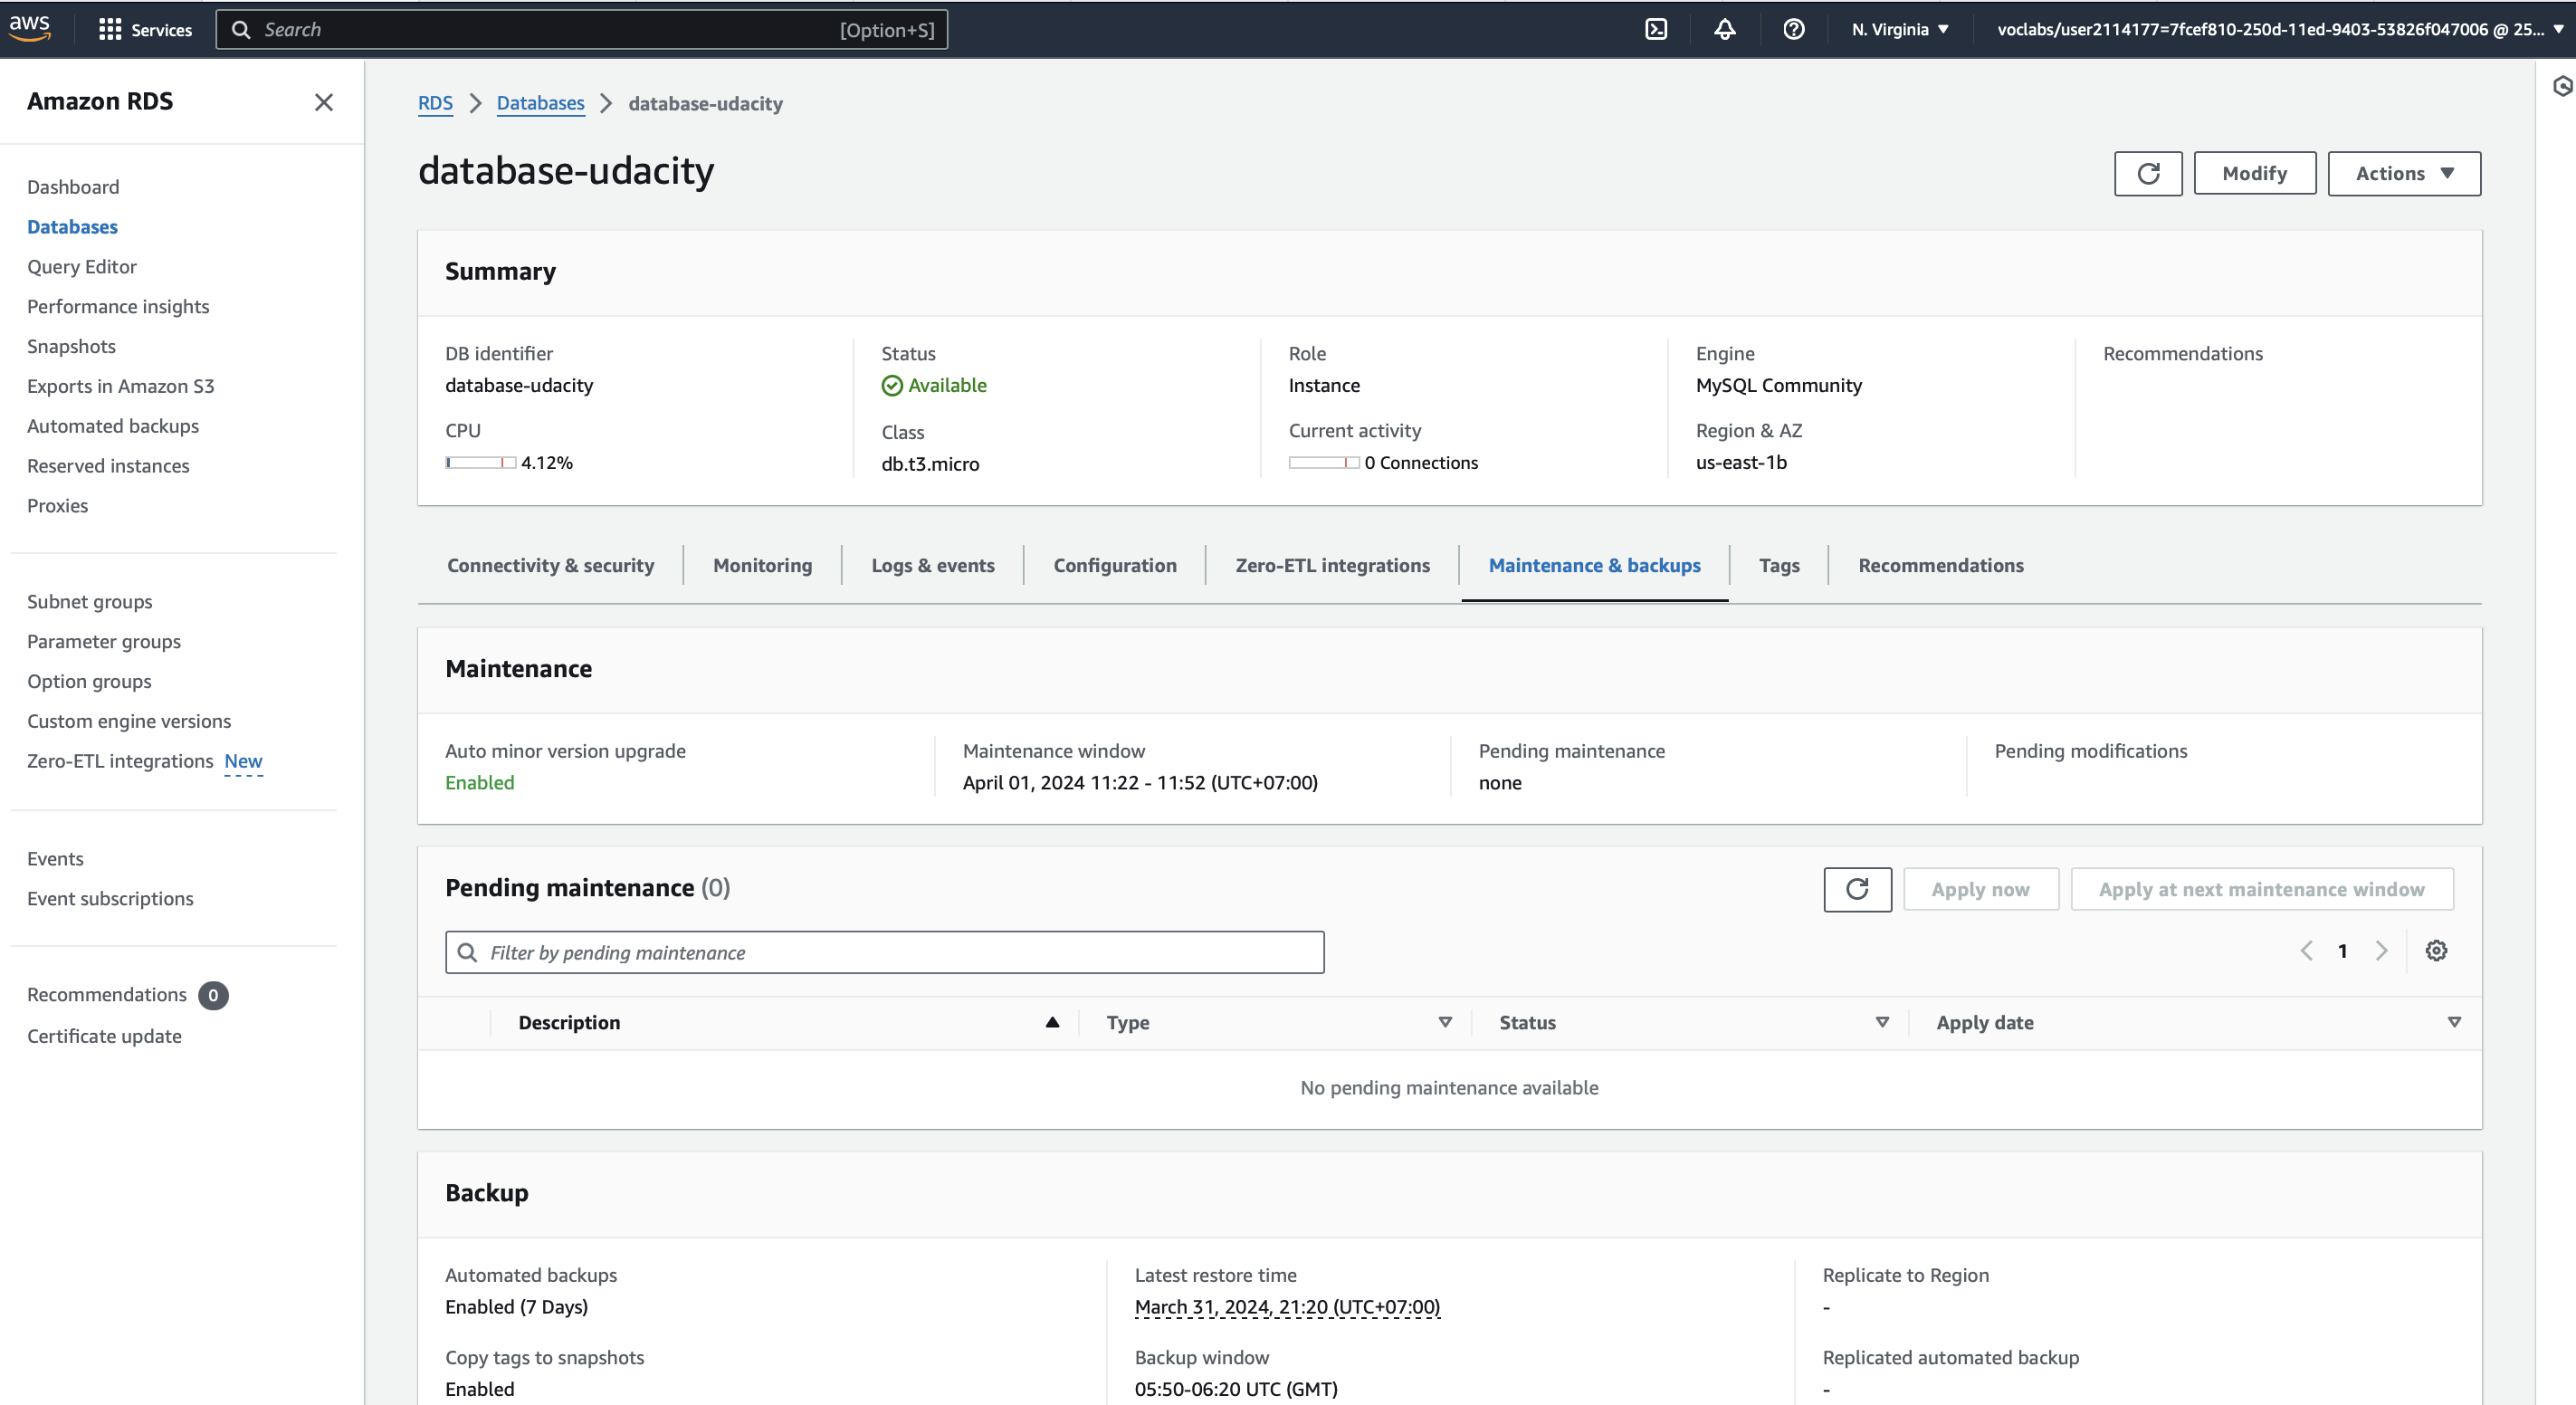 aws Services Search [Option+S] N. Virginia voclabs/user2114177=7fcef810-250d-11ed-9403-53826f047006 @ 25...
Amazon RDS
Dashboard
Databases
Query Editor
Performance insights
Snapshots
Exports in Amazon S3
Automated backups
Reserved instances
Proxies
Subnet groups
Parameter groups
Option groups
Custom engine versions
Zero-ETL integrations New
Events
Event subscriptions
Recommendations 0
Certificate update
RDS > Databases > database-udacity
database-udacity
Modify Actions
Summary
DB identifier
database-udacity
CPU
4.12%
Status
Available
Class
db.t3.micro
Role
Instance
Current activity
0 Connections
Engine
MySQL Community
Region & AZ
us-east-1b
Recommendations
Connectivity & security Monitoring Logs & events Configuration Zero-ETL integrations Maintenance & backups Tags Recommendations
Maintenance
Auto minor version upgrade
Enabled
Maintenance window
April 01, 2024 11:22 - 11:52 (UTC+07:00)
Pending maintenance
none
Pending modifications
Pending maintenance (0)
Apply now Apply at next maintenance window
Filter by pending maintenance
1
Description Type Status Apply date
No pending maintenance available
Backup
Automated backups
Enabled (7 Days)
Copy tags to snapshots
Enabled
Latest restore time
March 31, 2024, 21:20 (UTC+07:00)
Backup window
05:50-06:20 UTC (GMT)
Replicate to Region
-
Replicated automated backup
-